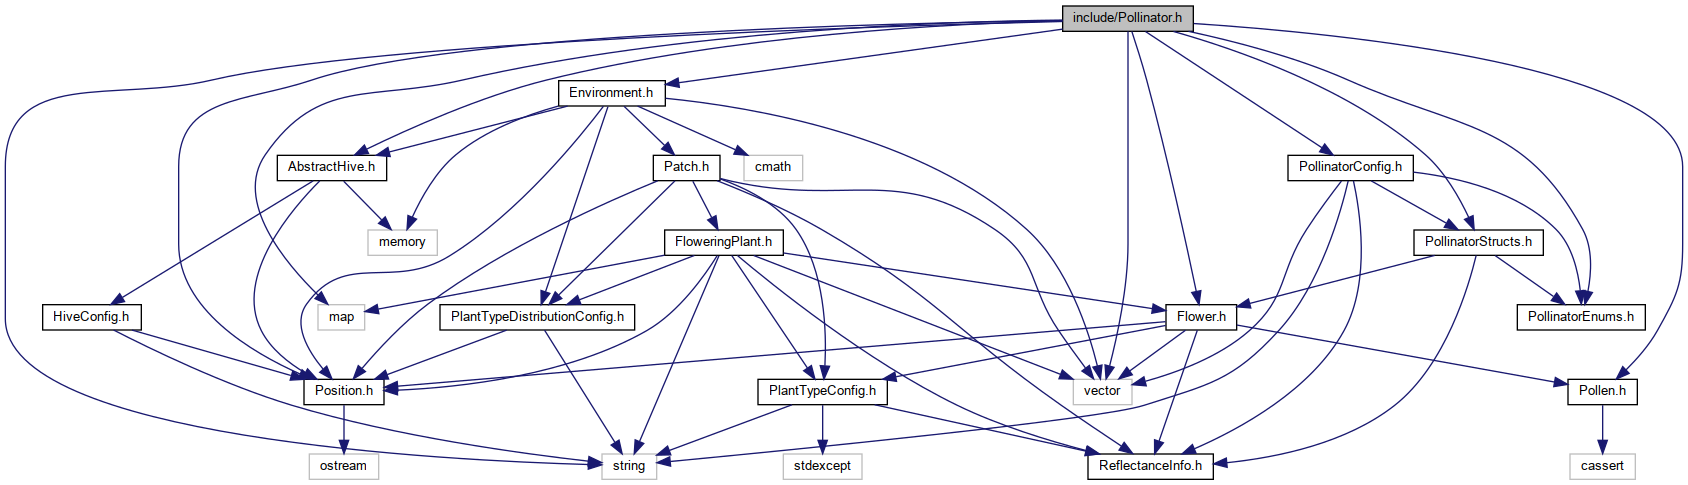 include/Pollinator.h
Environment.h
AbstractHive.h
Patch.h
cmath
PollinatorConfig.h
memory
FloweringPlant.h
PollinatorStructs.h
HiveConfig.h
map
PlantTypeDistributionConfig.h
Flower.h
PollinatorEnums.h
Position.h
PlantTypeConfig.h
vector
Pollen.h
ostream
string
stdexcept
ReflectanceInfo.h
cassert